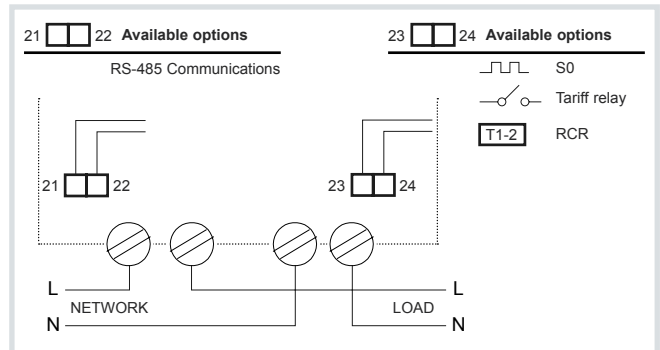 21 22 Available options
RS-485 Communications
23 24 Available options
S0
Tariff relay
T1-2 RCR
21 22
23 24
L L
NETWORK LOAD
N N